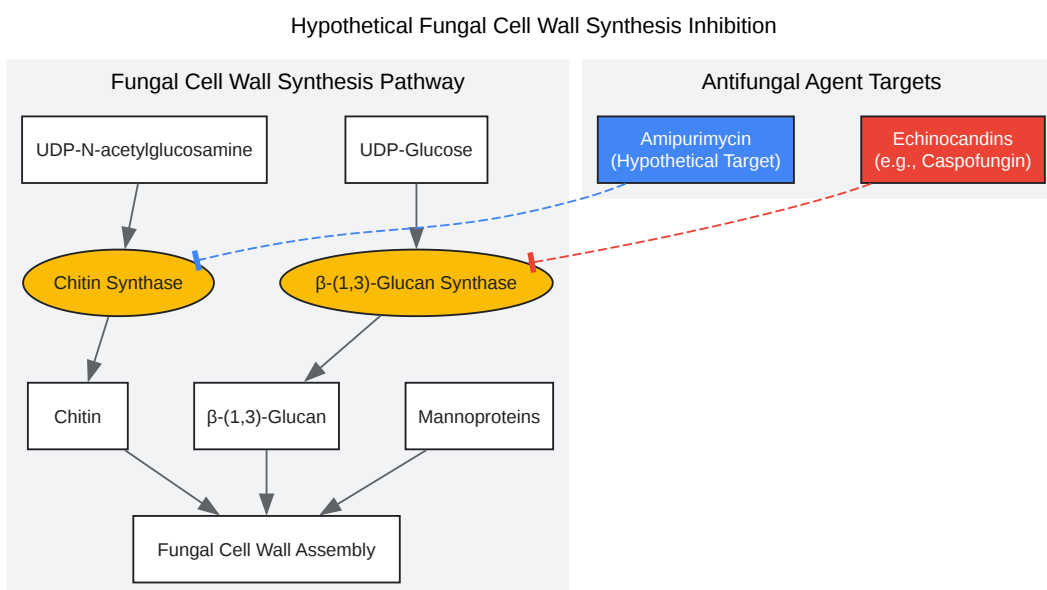 Hypothetical Fungal Cell Wall Synthesis Inhibition
Fungal Cell Wall Synthesis Pathway
Antifungal Agent Targets
UDP-N-acetylglucosamine
UDP-Glucose
Amipurimycin
(Hypothetical Target)
Echinocandins
(e.g., Caspofungin)
Chitin Synthase
β-(1,3)-Glucan Synthase
Chitin
β-(1,3)-Glucan
Mannoproteins
Fungal Cell Wall Assembly